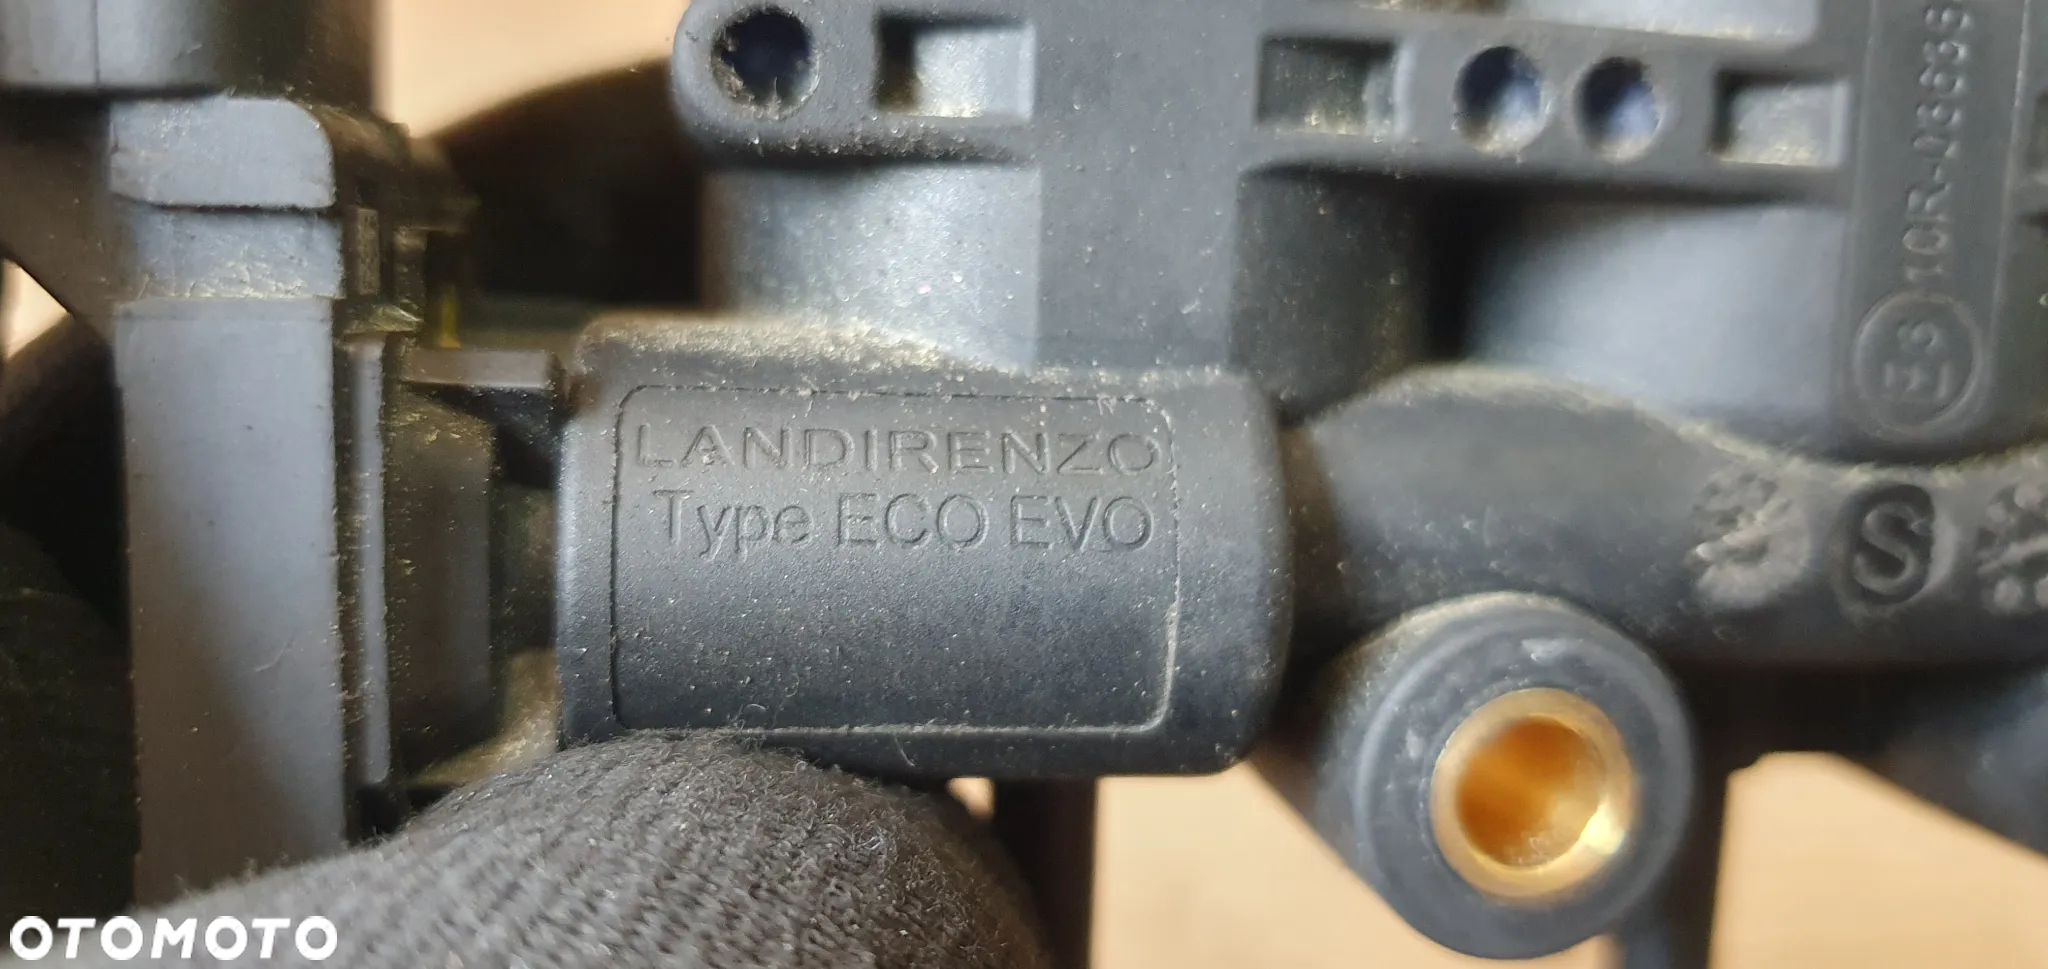 LANDIRENZO
Type ECO EVO
S
OTOMOTO